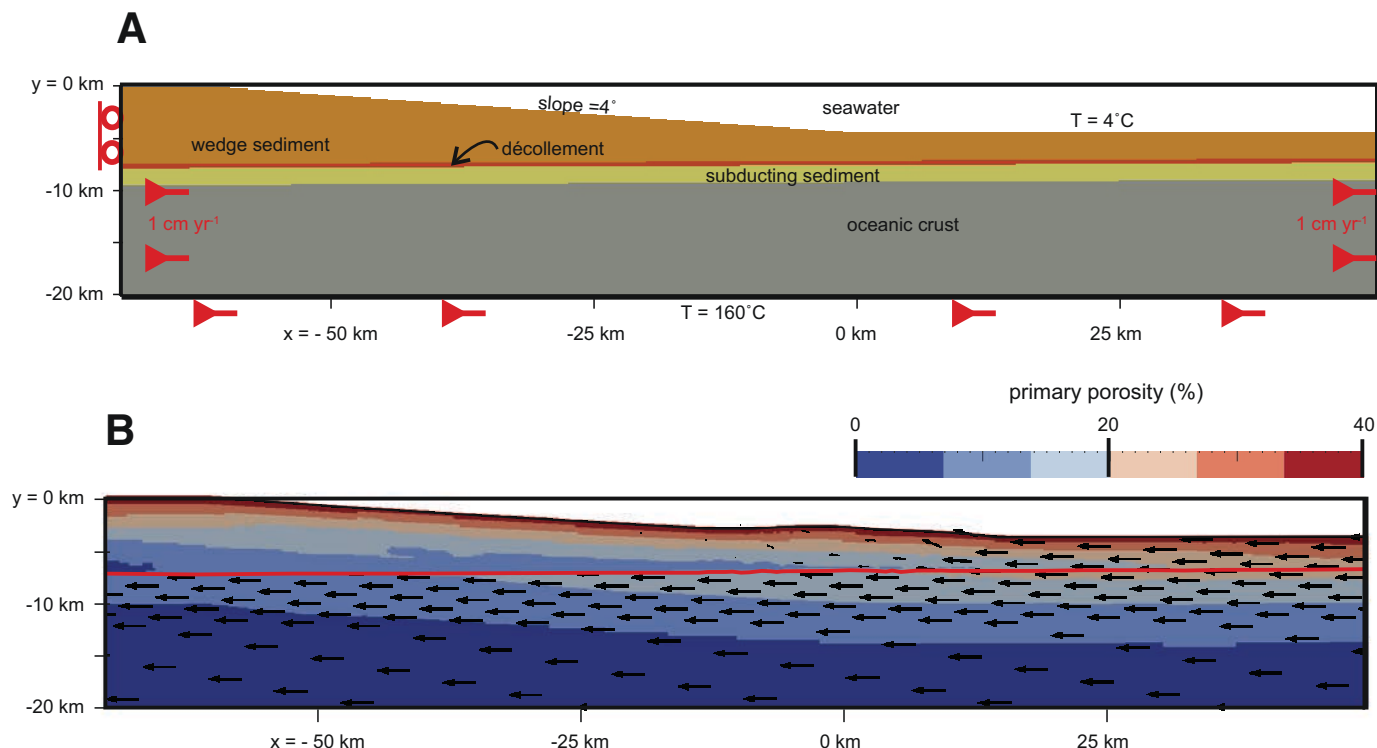 A
y = 0 km
slope =4°
seawater
T = 4°C
wedge sediment
décollement
subducting sediment
-10 km
1 cm yr⁻¹
oceanic crust
1 cm yr⁻¹
-20 km
T = 160°C
x = - 50 km
-25 km
0 km
25 km
primary porosity (%)
B
0
20
40
y = 0 km
-10 km
-20 km
x = - 50 km
-25 km
0 km
25 km